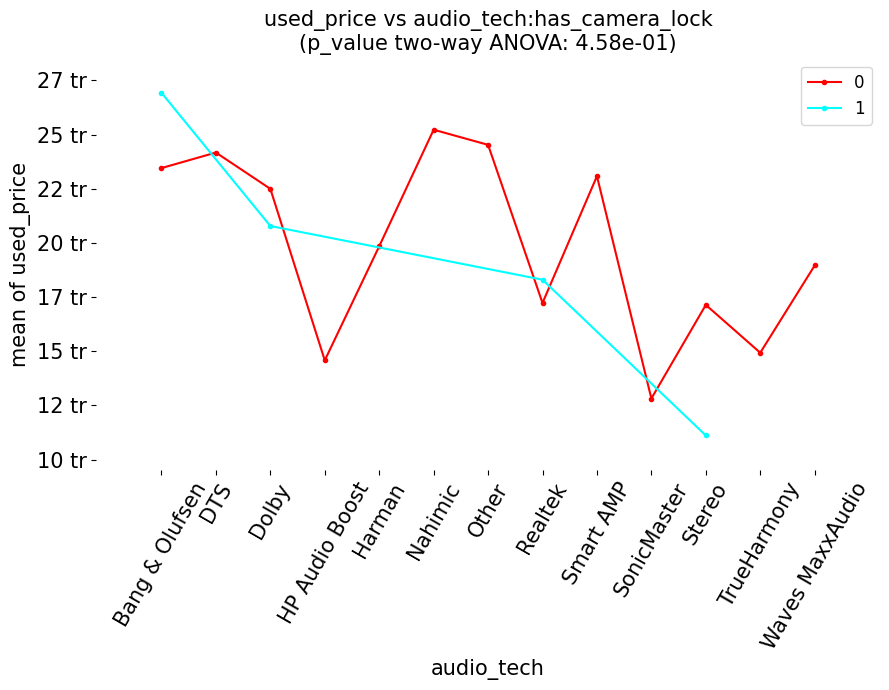 used_price vs audio_tech:has_camera_lock
(p_value two-way ANOVA: 4.58e-01)
0
1
27 tr
25 tr
22 tr
20 tr
17 tr
15 tr
12 tr
10 tr
mean of used_price
Bang & Olufsen
DTS
Dolby
HP Audio Boost
Harman
Nahimic
Other
Realtek
Smart AMP
SonicMaster
Stereo
TrueHarmony
Waves MaxxAudio
audio_tech